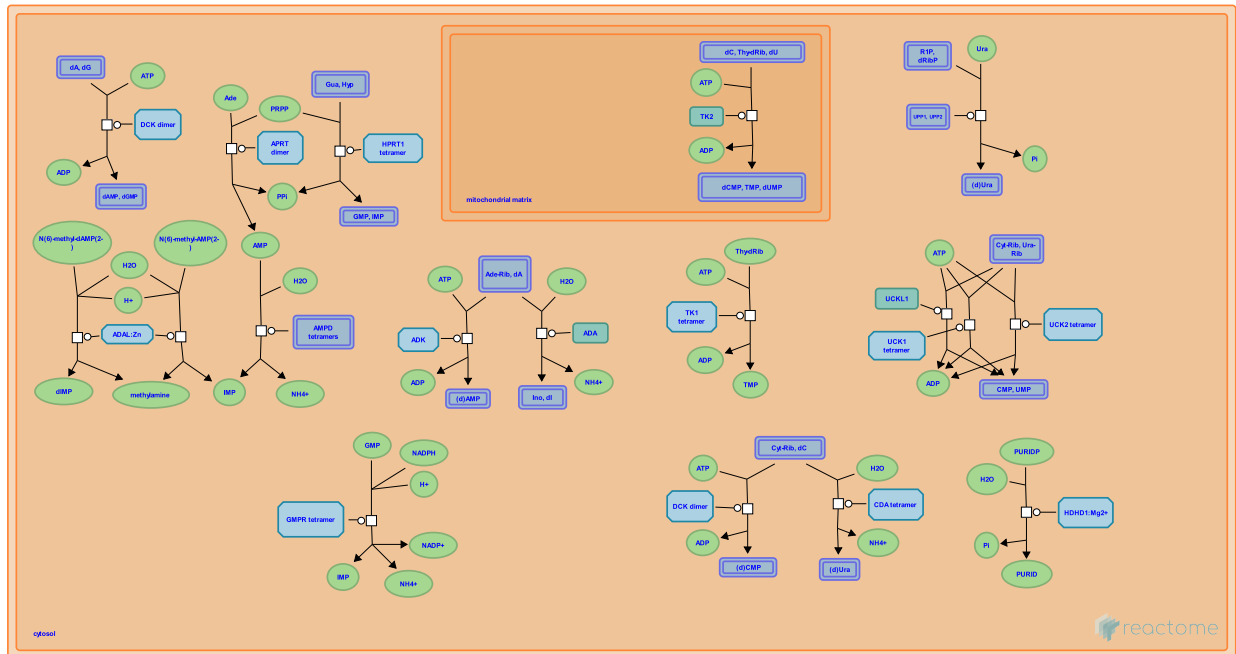 dA, dG
ATP
DCK dimer
ADP
dAMP, dGMP
Ade
PRPP
Gua, Hyp
APRT
dimer
HPRT1
tetramer
PPi
GMP, IMP
dC, ThydRib, dU
ATP
TK2
ADP
dCMP, TMP, dUMP
mitochondrial matrix
R1P,
dRibP
Ura
UPP1, UPP2
Pi
(d)Ura
N(6)-methyl-dAMP(2-
)
N(6)-methyl-AMP(2-
)
H2O
H+
ADAL:Zn
dIMP
methylamine
AMP
H2O
AMPD
tetramers
IMP
NH4+
ATP
Ade-Rib, dA
H2O
ADK
ADA
ADP
(d)AMP
Ino, dI
NH4+
ThydRib
ATP
TK1
tetramer
ADP
TMP
ATP
Cyt-Rib, Ura-
Rib
UCKL1
UCK1
tetramer
UCK2 tetramer
ADP
CMP, UMP
GMP
NADPH
H+
GMPR tetramer
NADP+
IMP
NH4+
Cyt-Rib, dC
ATP
H2O
DCK dimer
CDA tetramer
ADP
NH4+
(d)CMP
(d)Ura
PURIDP
H2O
HDHD1:Mg2+
Pi
PURID
cytosol
reactome